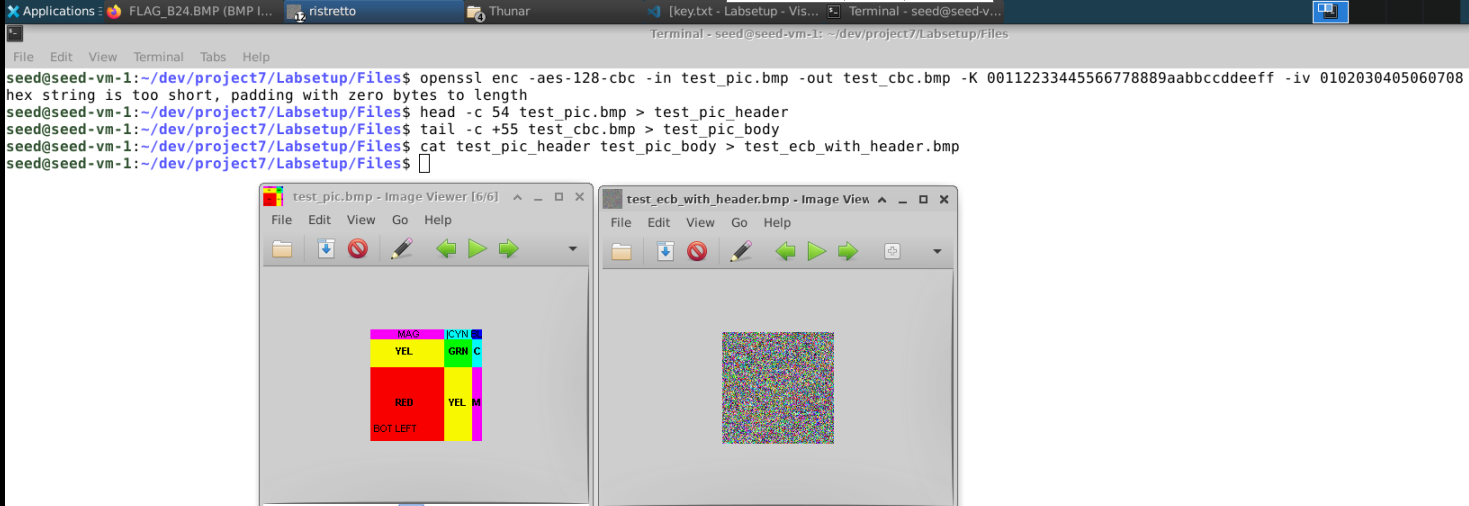 Applications
FLAG_B24.BMP (BMP I...
ristretto
12
Thunar
4
[key.txt - Labsetup - Vis...
Terminal - seed@seed-v...
Terminal - seed@seed-vm-1: ~/dev/project7/Labsetup/Files
File Edit View Terminal Tabs Help
seed@seed-vm-1:~/dev/project7/Labsetup/Files$ openssl enc -aes-128-cbc -in test_pic.bmp -out test_cbc.bmp -K 00112233445566778889aabbccddeeff -iv 0102030405060708
hex string is too short, padding with zero bytes to length
seed@seed-vm-1:~/dev/project7/Labsetup/Files$ head -c 54 test_pic.bmp > test_pic_header
seed@seed-vm-1:~/dev/project7/Labsetup/Files$ tail -c +55 test_cbc.bmp > test_pic_body
seed@seed-vm-1:~/dev/project7/Labsetup/Files$ cat test_pic_header test_pic_body > test_ecb_with_header.bmp
seed@seed-vm-1:~/dev/project7/Labsetup/Files$
test_pic.bmp - Image Viewer [6/6]
File Edit View Go Help
MAG CYN
YEL GRN C
RED YEL M
BOT LEFT
test_ecb_with_header.bmp - Image View
File Edit View Go Help